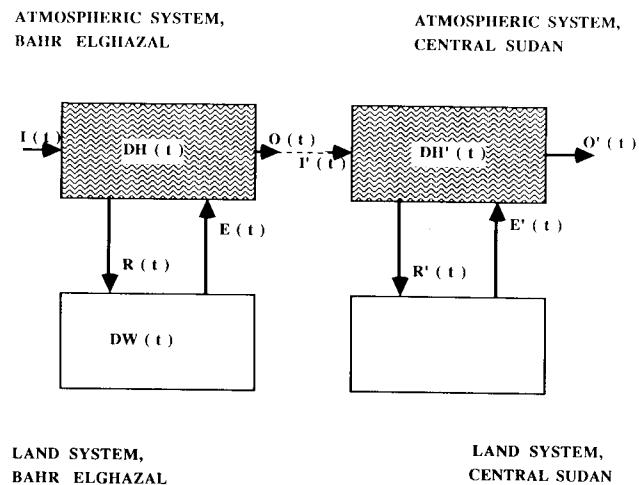 ATMOSPHERIC SYSTEM,
BAHR ELGHAZAL
ATMOSPHERIC SYSTEM,
CENTRAL SUDAN
I (t)
DH (t)
O (t)
I' (t)
DH' (t)
O' (t)
R (t)
E (t)
R' (t)
E' (t)
DW (t)
LAND SYSTEM,
BAHR ELGHAZAL
LAND SYSTEM,
CENTRAL SUDAN